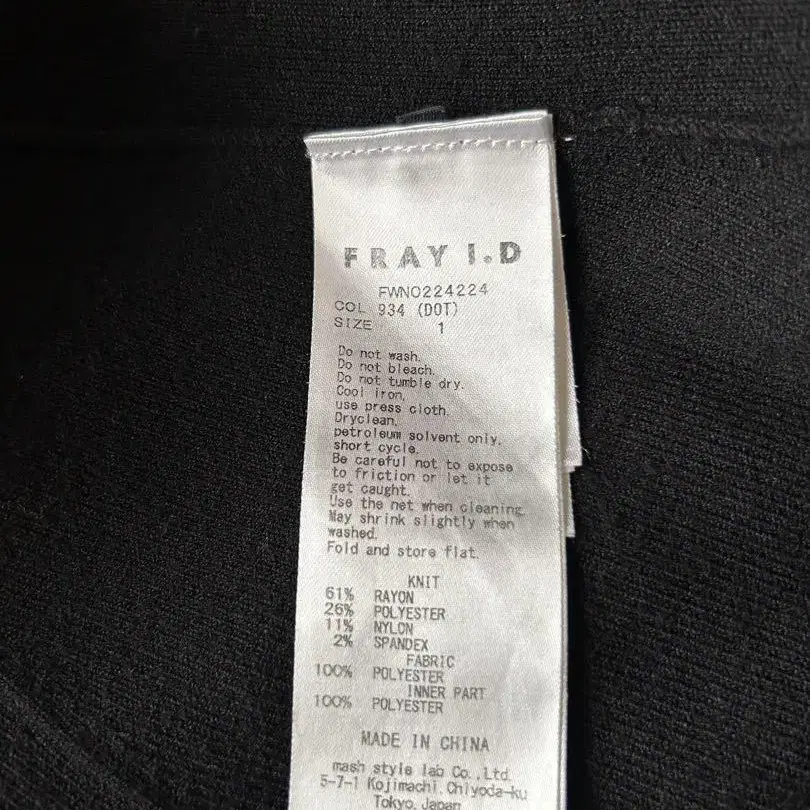 FRAY I.D
FWNO224224
COL 934 (DOT)
SIZE 1
Do not wash.
Do not bleach.
Do not tumble dry.
Cool iron,
use press cloth.
Dryclean,
petroleum solvent only,
short cycle.
Be careful not to expose
to friction or let it
get caught.
Use the net when cleaning.
May shrink slightly when
washed.
Fold and store flat.
KNIT
61% RAYON
26% POLYESTER
11% NYLON
2% SPANDEX
FABRIC
100% POLYESTER
INNER PART
100% POLYESTER
MADE IN CHINA
mash style lab Co.,Ltd.
5-7-1 Kojimachi, Chiyoda-ku
Tokyo, Japan